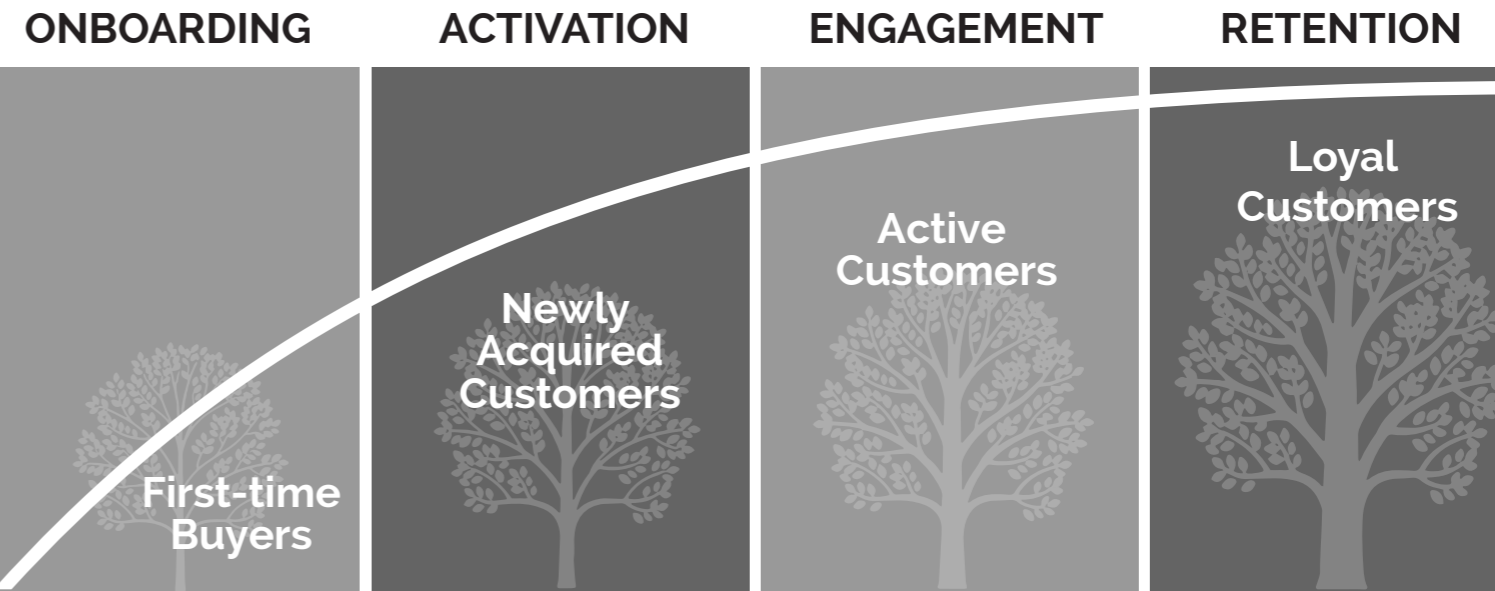 ONBOARDING
ACTIVATION
ENGAGEMENT
RETENTION
First-time
Buyers
Newly
Acquired
Customers
Active
Customers
Loyal
Customers